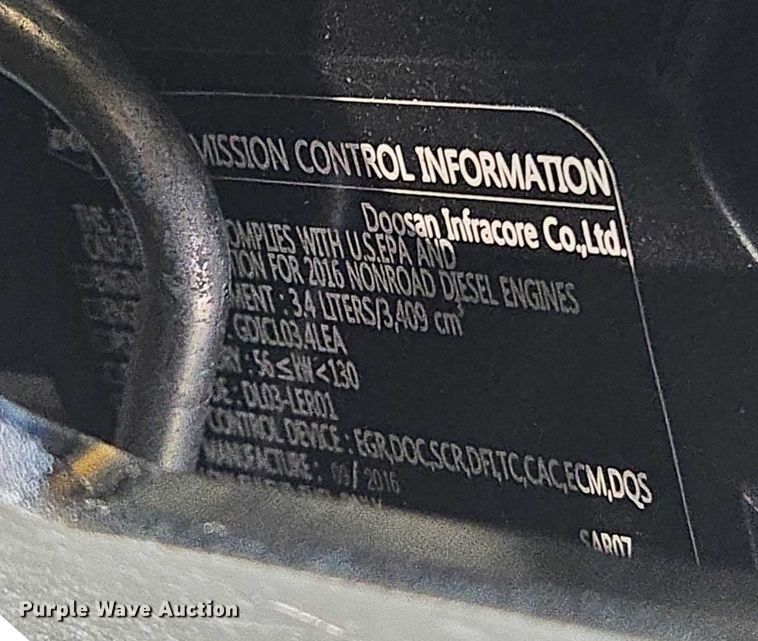 MISSION CONTROL INFORMATION
Doosan Infracore Co.,Ltd.
OMPLIES WITH U.S.EPA AND
TION FOR 2016 NONROAD DIESEL ENGINES
MENT : 3.4 LITERS/3,409 cm³
: GDICL03.4LEA
RY : 56≤kW<130
DE : DL03-LER01
CONTROL DEVICE : EGR,DOC,SCR,DFI,TC,CAC,ECM,DQS
MANUFACTURE : 09/ 2016
SAR07
Purple Wave Auction